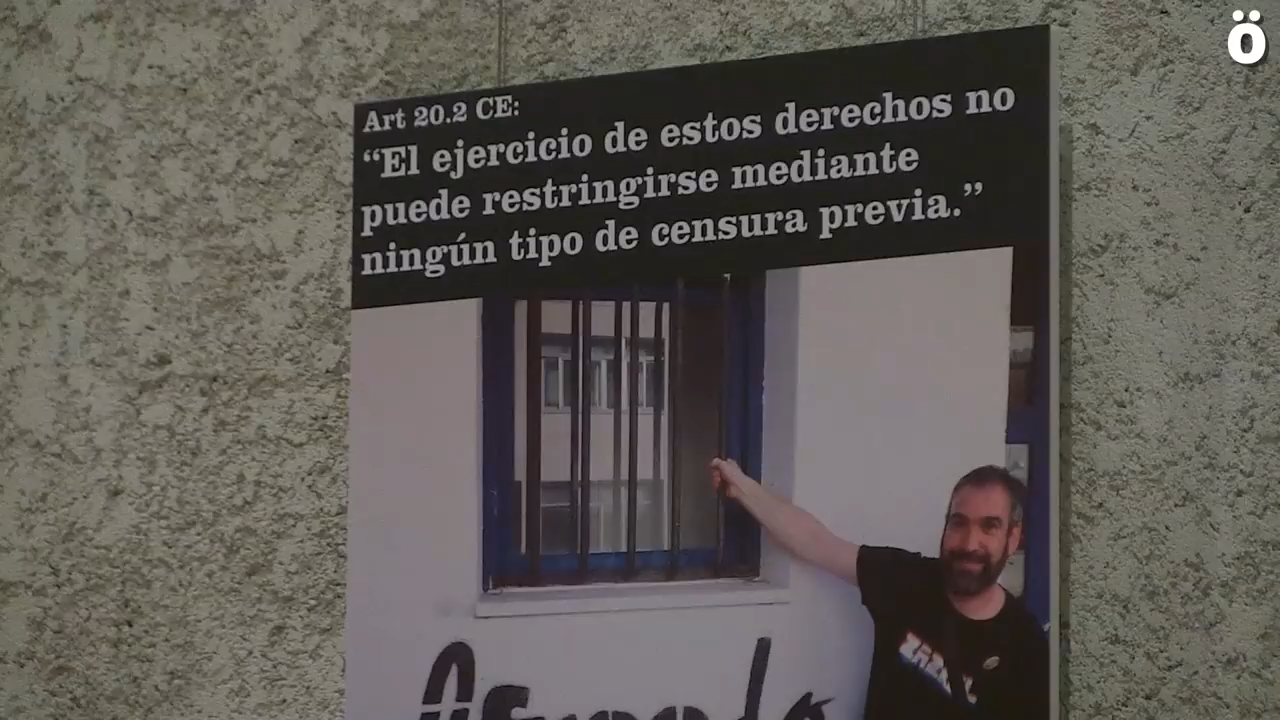 ö
Art 20.2 CE:
“El ejercicio de estos derechos no
puede restringirse mediante
ningún tipo de censura previa.”